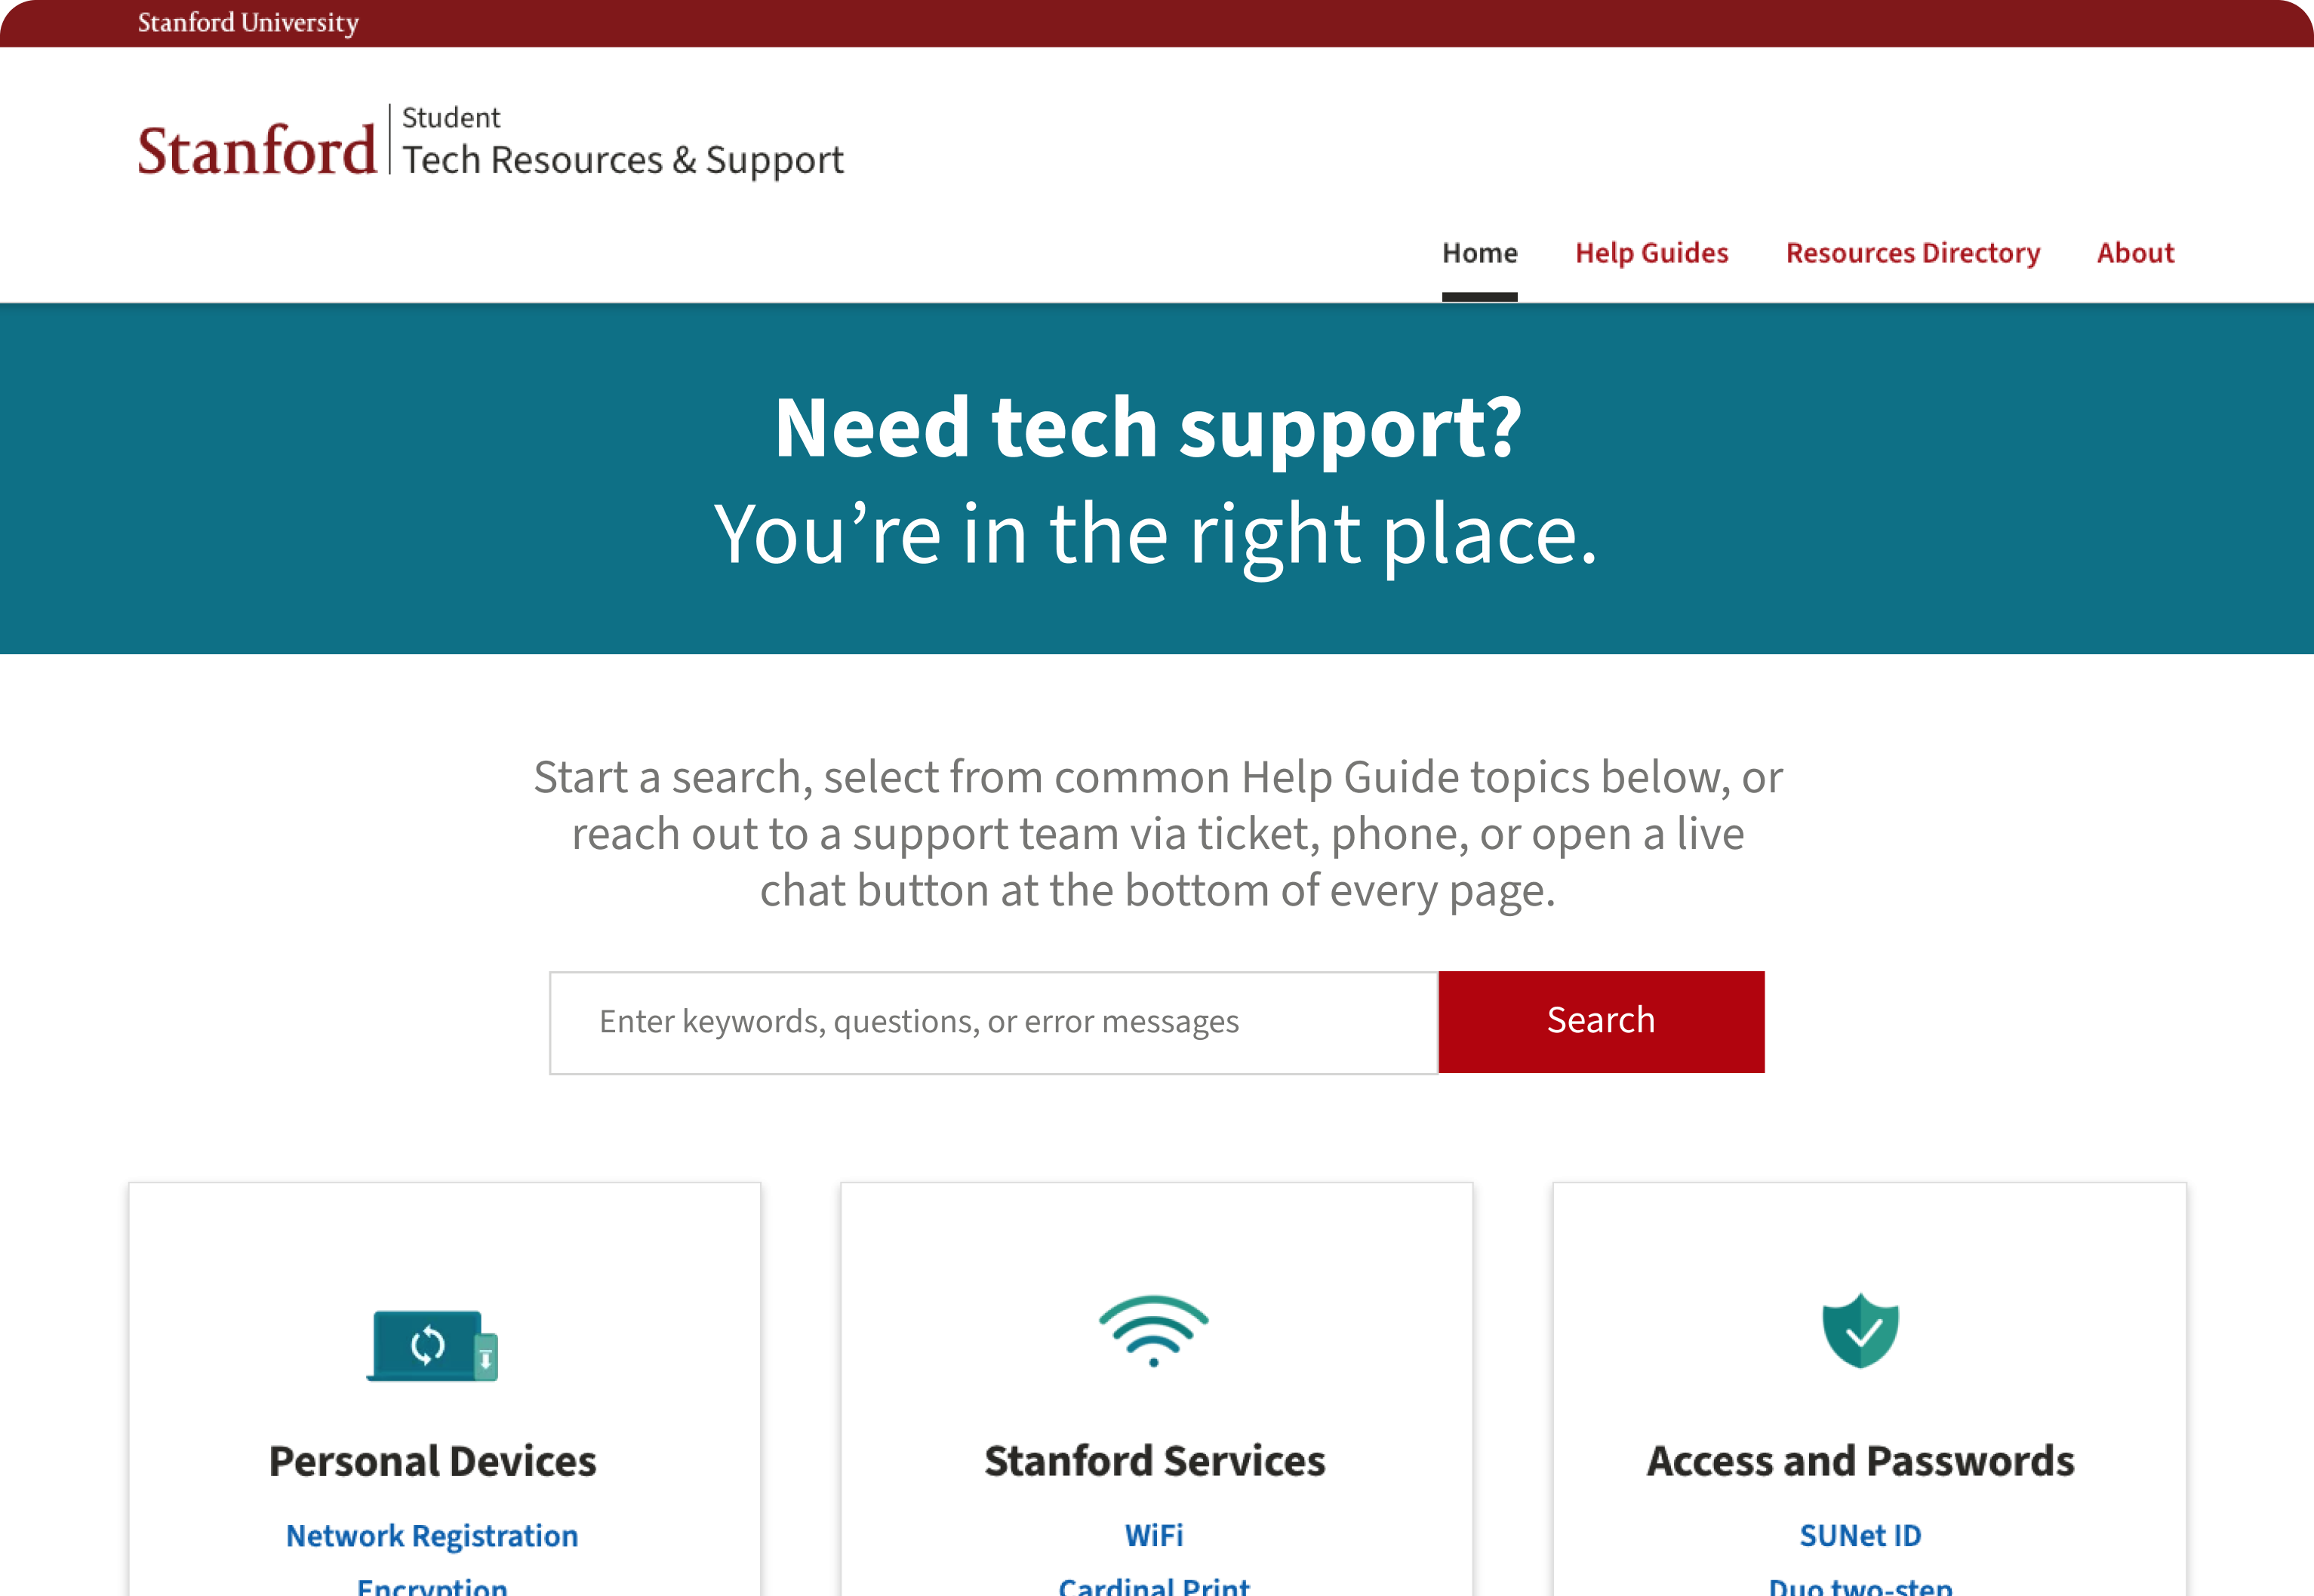 Stanford University
Stanford
Student
Tech Resources & Support
Home Help Guides Resources Directory About
Need tech support?
You’re in the right place.
Start a search, select from common Help Guide topics below, or
reach out to a support team via ticket, phone, or open a live
chat button at the bottom of every page.
Enter keywords, questions, or error messages
Search
Personal Devices
Network Registration
Encryption
Stanford Services
WiFi
Cardinal Print
Access and Passwords
SUNet ID
Duo two-step